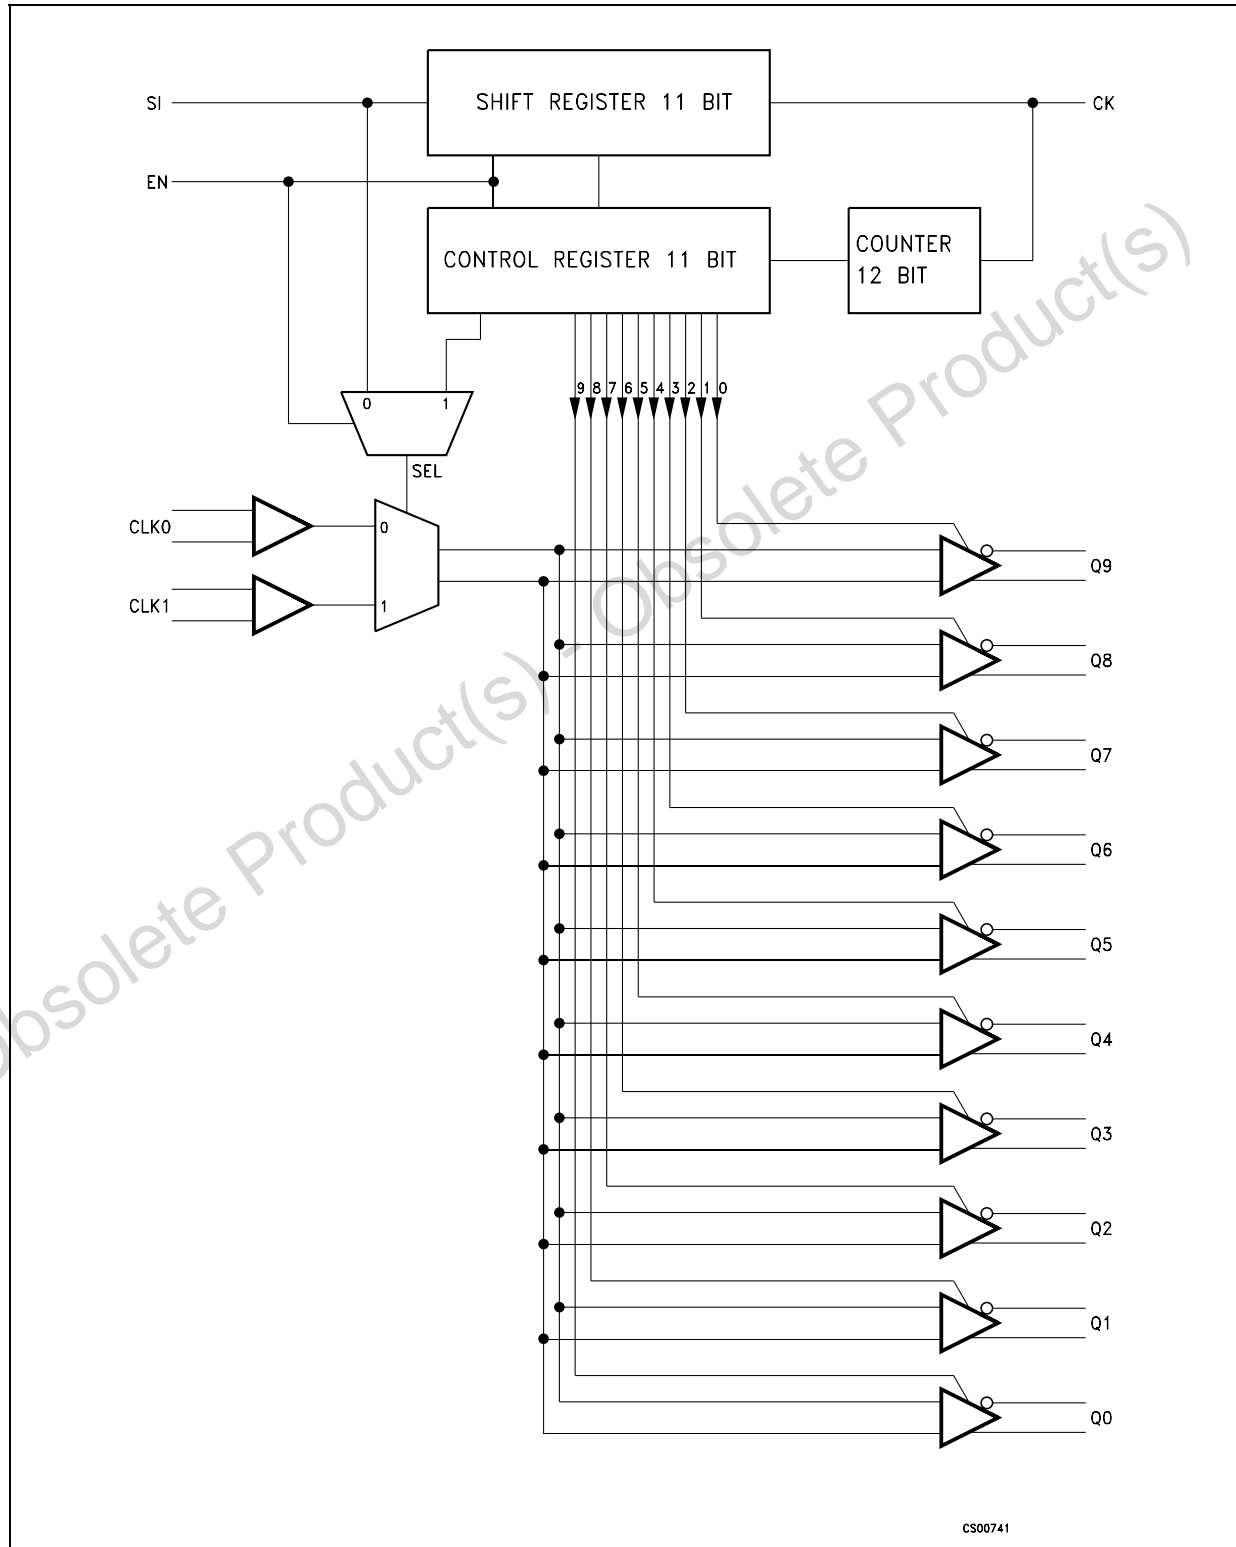 SI
SHIFT REGISTER 11 BIT
CK
EN
CONTROL REGISTER 11 BIT
COUNTER
12 BIT
0 1
9 8 7 6 5 4 3 2 1 0
SEL
CLK0
0
CLK1
1
Q9
Q8
Q7
Q6
Q5
Q4
Q3
Q2
Q1
Q0
Obsolete Product(s) - Obsolete Product(s)
CS00741